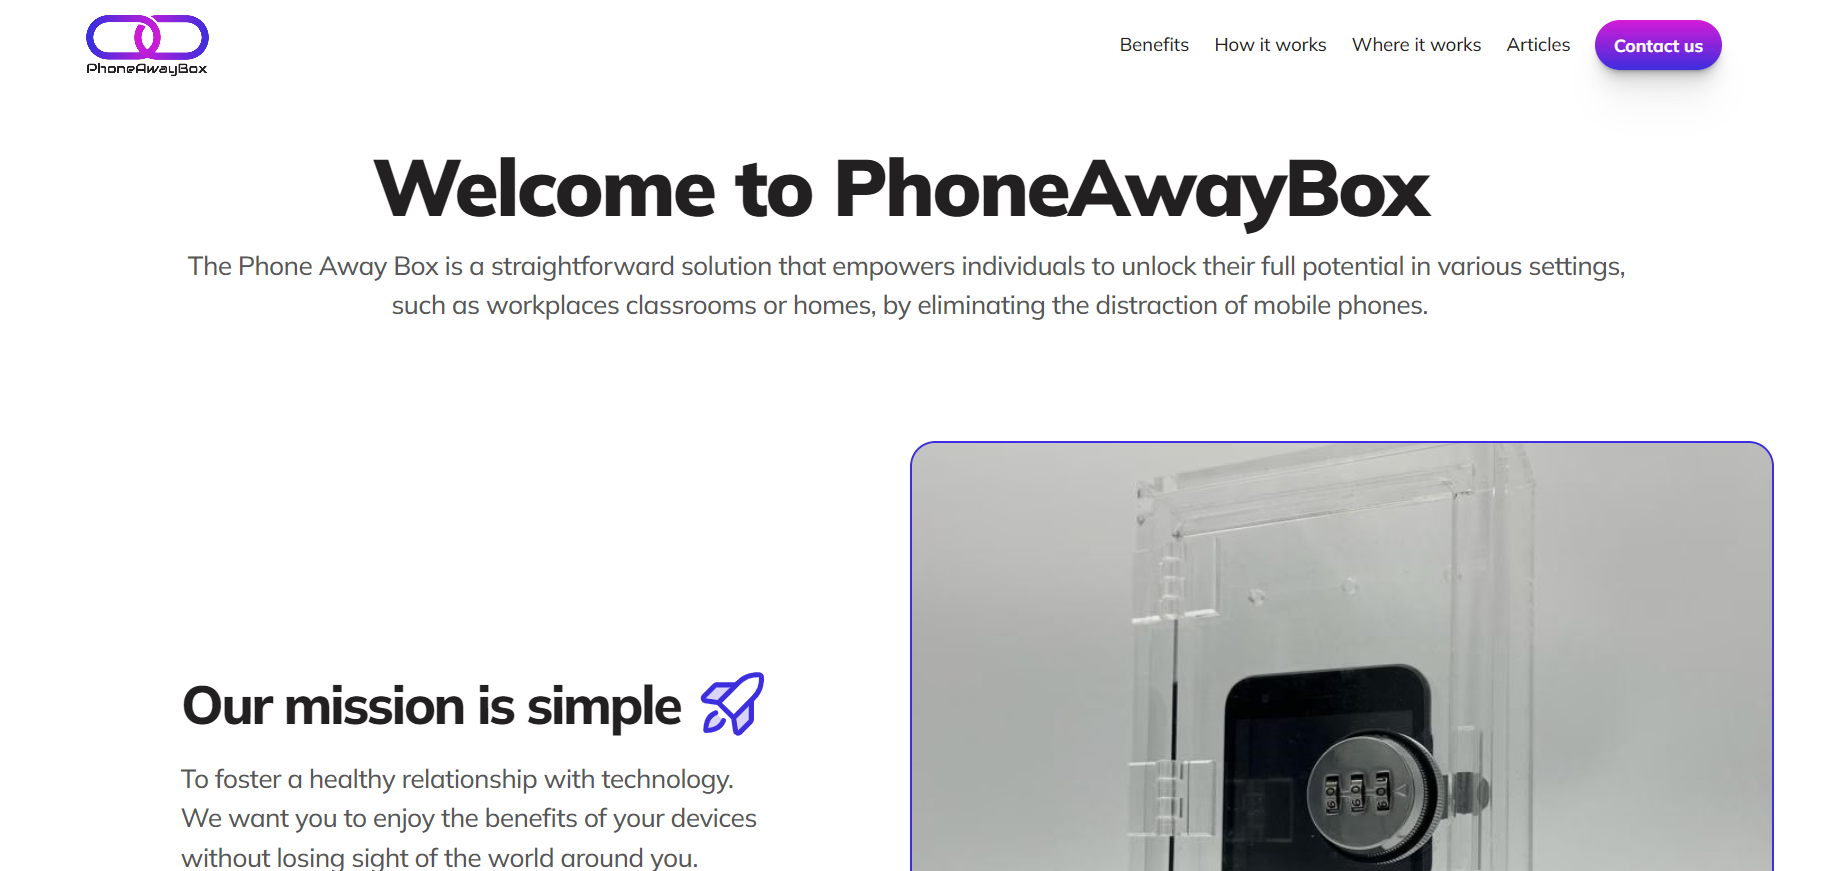 PhoneAwayBox
Benefits How it works Where it works Articles Contact us
Welcome to PhoneAwayBox
The Phone Away Box is a straightforward solution that empowers individuals to unlock their full potential in various settings,
such as workplaces classrooms or homes, by eliminating the distraction of mobile phones.
Our mission is simple
To foster a healthy relationship with technology.
We want you to enjoy the benefits of your devices
without losing sight of the world around you.